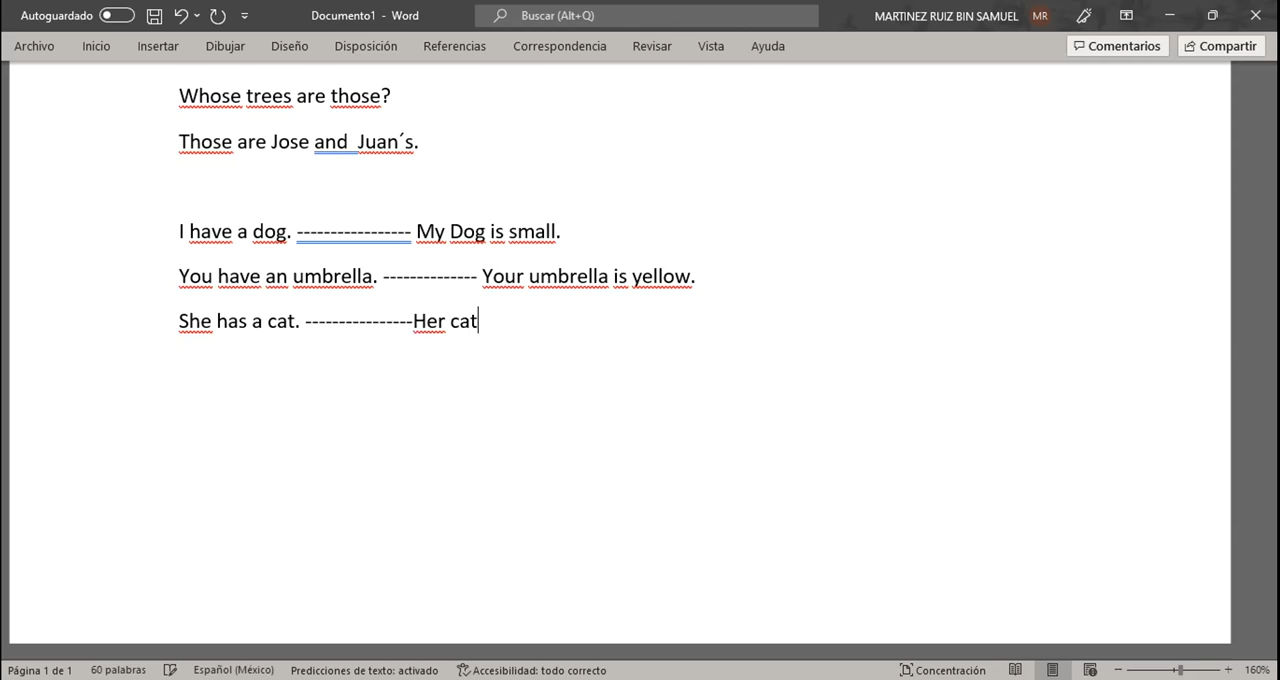 Autoguardado Documento1 - Word Buscar (Alt+Q) MARTINEZ RUIZ BIN SAMUEL MR
Archivo Inicio Insertar Dibujar Diseño Disposición Referencias Correspondencia Revisar Vista Ayuda Comentarios Compartir
Whose trees are those?
Those are Jose and  Juan´s.
I have a dog. ----------------- My Dog is small.
You have an umbrella. -------------- Your umbrella is yellow.
She has a cat. ----------------Her cat
Página 1 de 1 60 palabras Español (México) Predicciones de texto: activado Accesibilidad: todo correcto Concentración 160%